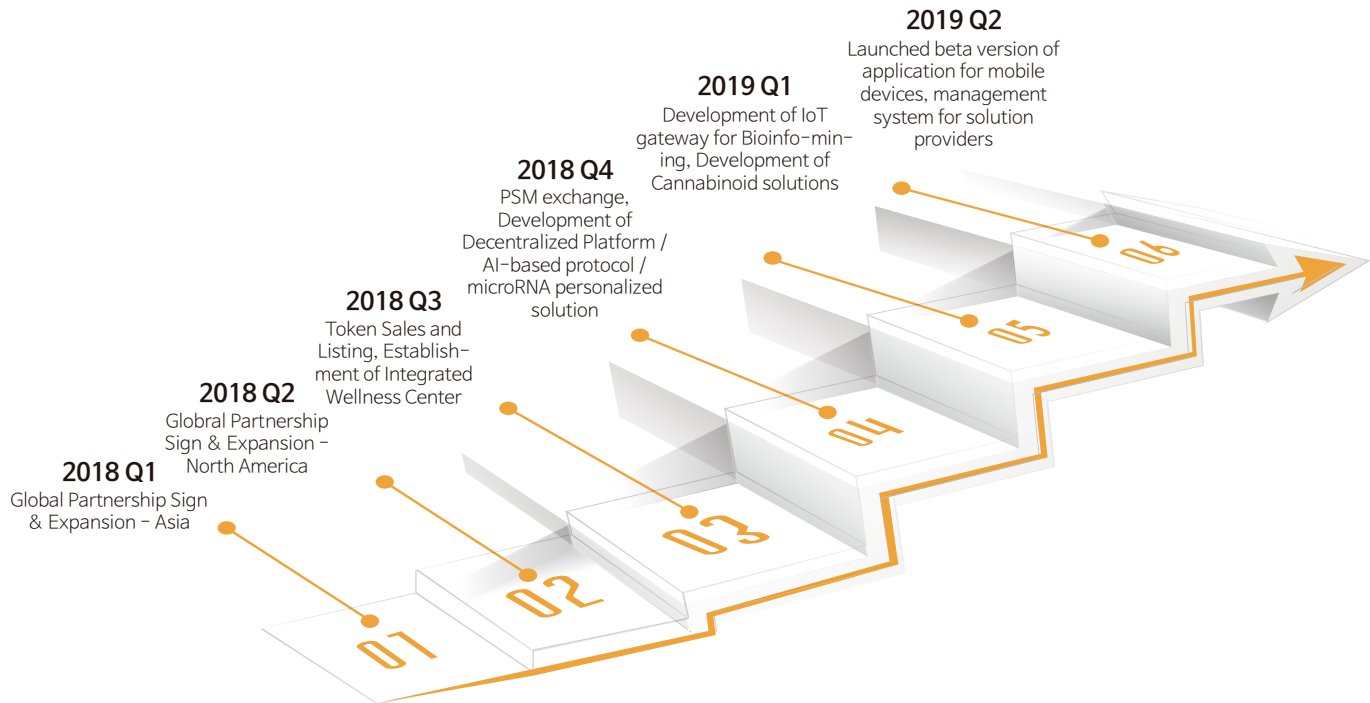 2018 Q1
Global Partnership Sign
& Expansion - Asia
2018 Q2
Globral Partnership
Sign & Expansion -
North America
2018 Q3
Token Sales and
Listing, Establish-
ment of Integrated
Wellness Center
2018 Q4
PSM exchange,
Development of
Decentralized Platform /
AI-based protocol /
microRNA personalized
solution
2019 Q1
Development of IoT
gateway for Bioinfo-min-
ing, Development of
Cannabinoid solutions
2019 Q2
Launched beta version of
application for mobile
devices, management
system for solution
providers
01
02
03
04
05
06